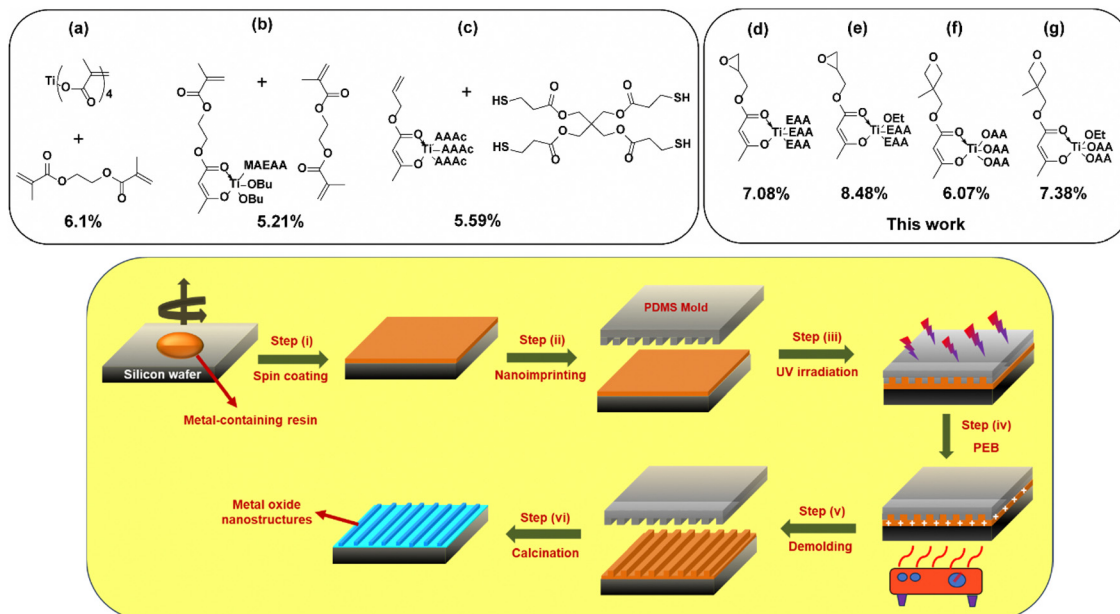 (a)
(b)
(c)
(d)
(e)
(f)
(g)
Ti
O
O
4
+
O
O
O
O
6.1%
O
O
O
O
O
Ti
MAEAA
OBu
OBu
+
O
O
O
O
5.21%
O
O
O
Ti
AAAc
AAAc
AAAc
+
HS
O
O
O
O
SH
HS
O
O
O
O
SH
5.59%
O
O
O
O
Ti
EAA
EAA
EAA
7.08%
O
O
O
O
Ti
OEt
EAA
EAA
8.48%
O
O
O
O
Ti
OAA
OAA
OAA
6.07%
O
O
O
O
Ti
OEt
OAA
OAA
7.38%
This work
Silicon wafer
Metal-containing resin
Step (i)
Spin coating
Step (ii)
Nanoimprinting
PDMS Mold
Step (iii)
UV irradiation
Step (iv)
PEB
Step (v)
Demolding
Step (vi)
Calcination
Metal oxide
nanostructures